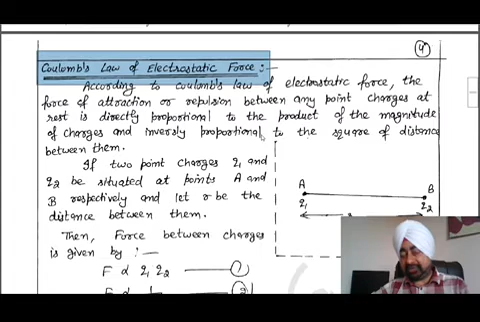 4
Coulomb's Law of Electrostatic Force:-
According to coulomb's law of electrostatic force, the
force of attraction or repulsion between any point charges at
rest is directly proportional to the product of the magnitude
of charges and inversly proportional to the square of distance
between them.
If two point charges q1 and
q2 be situated at points A and
B respectively and let r be the
distance between them.
Then, Force between charges
is given by :-
F α q1 q2 —— 1
F α 1 —— 2
A B
q1 q2